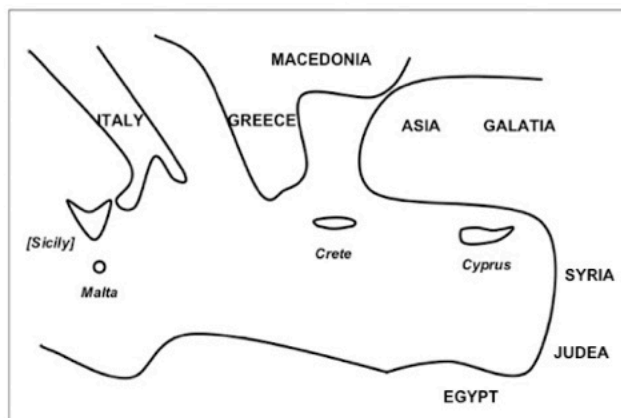 MACEDONIA
ITALY
GREECE
ASIA
GALATIA
[Sicily]
Crete
Cyprus
Malta
SYRIA
JUDEA
EGYPT